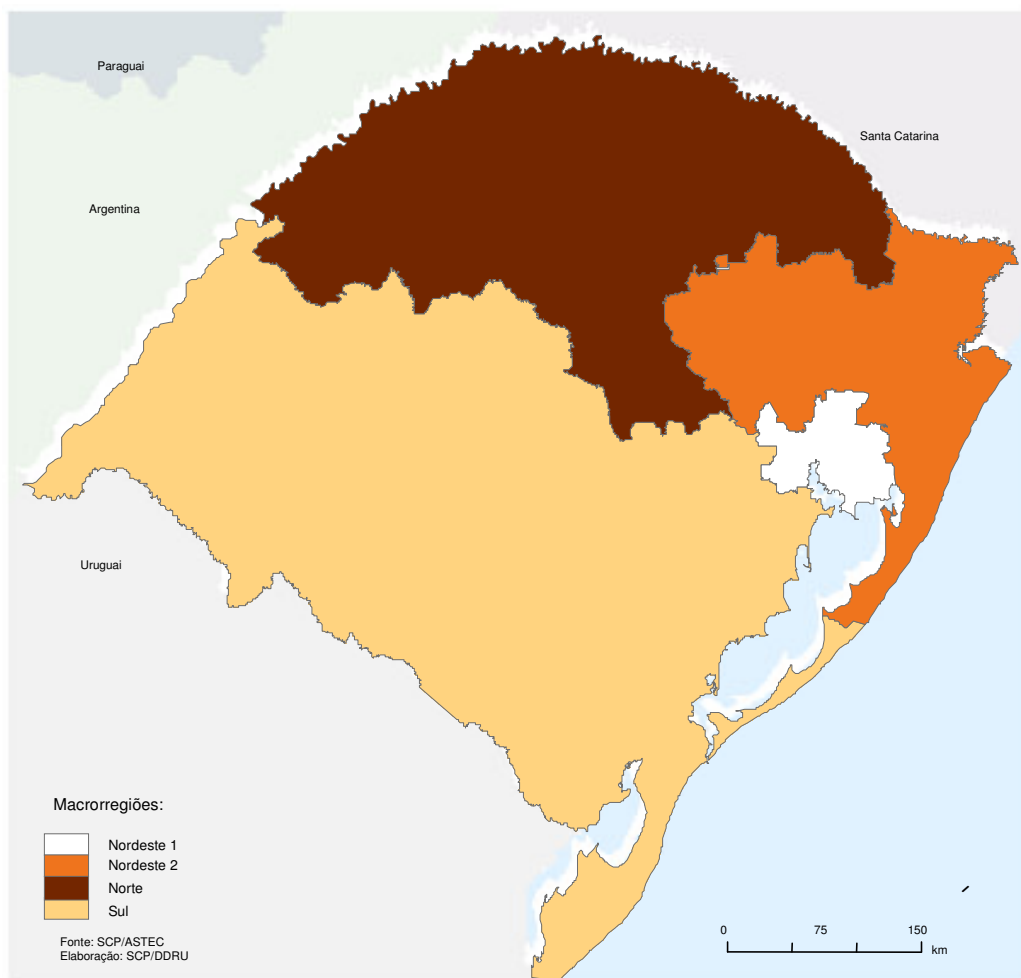 Paraguai
Santa Catarina
Argentina
Uruguai
Macrorregiões:
Nordeste 1
Nordeste 2
Norte
Sul
Fonte: SCP/ASTEC
Elaboração: SCP/DDRU
0 75 150
km